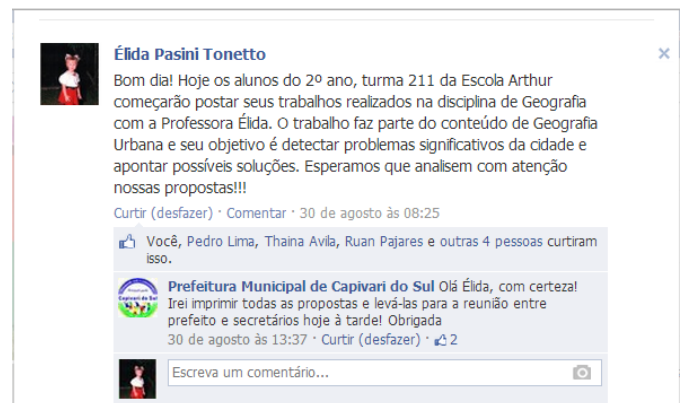 Élida Pasini Tonetto
Bom dia! Hoje os alunos do 2º ano, turma 211 da Escola Arthur
começarão postar seus trabalhos realizados na disciplina de Geografia
com a Professora Élida. O trabalho faz parte do conteúdo de Geografia
Urbana e seu objetivo é detectar problemas significativos da cidade e
apontar possíveis soluções. Esperamos que analisem com atenção
nossas propostas!!!
Curtir (desfazer) · Comentar · 30 de agosto às 08:25
Você, Pedro Lima, Thaina Avila, Ruan Pajares e outras 4 pessoas curtiram
isso.
Capivari do Sul
Prefeitura Municipal de Capivari do Sul Olá Élida, com certeza!
Irei imprimir todas as propostas e levá-las para a reunião entre
prefeito e secretários hoje à tarde! Obrigada
30 de agosto às 13:37 · Curtir (desfazer) · 2
Escreva um comentário...